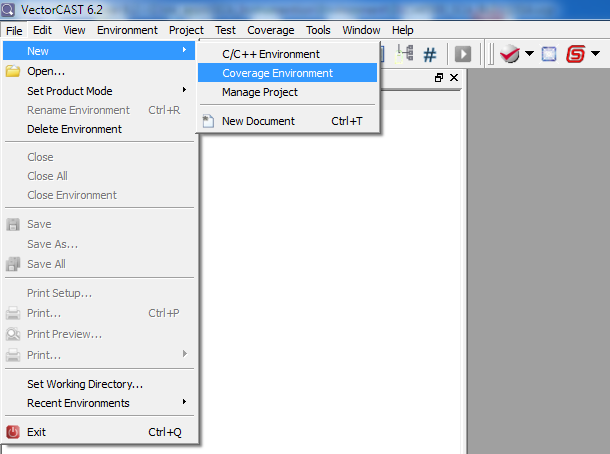 VectorCAST 6.2
File Edit View Environment Project Test Coverage Tools Window Help
New
C/C++ Environment
Coverage Environment
Manage Project
New Document Ctrl+T
Open...
Set Product Mode
Rename Environment Ctrl+R
Delete Environment
Close
Close All
Close Environment
Save
Save As...
Save All
Print Setup...
Print... Ctrl+P
Print Preview...
Print...
Set Working Directory...
Recent Environments
Exit Ctrl+Q